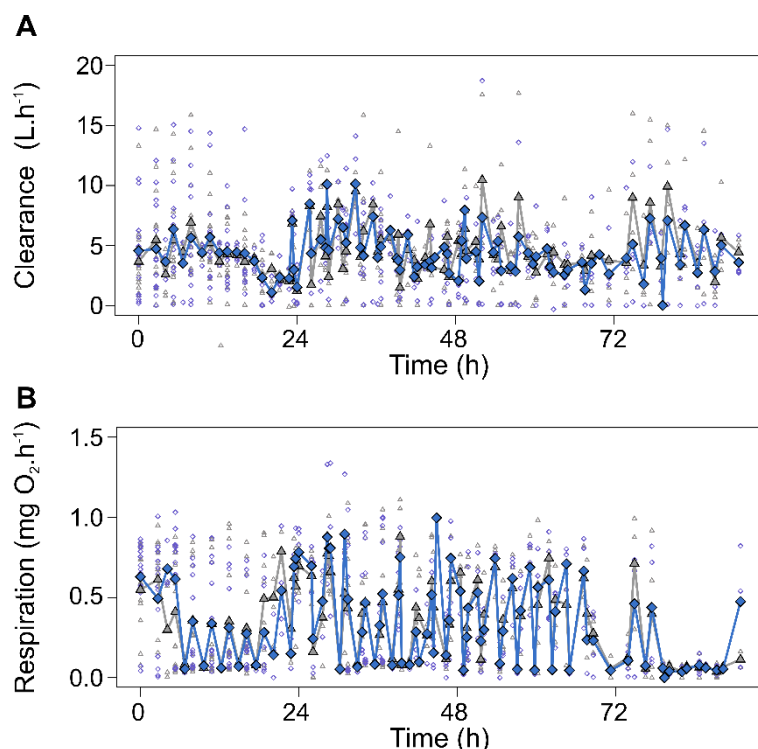 A
Clearance (L.h⁻¹)
20
15
10
5
0
0 24 48 72
Time (h)
B
Respiration (mg O₂.h⁻¹)
1.5
1.0
0.5
0.0
0 24 48 72
Time (h)